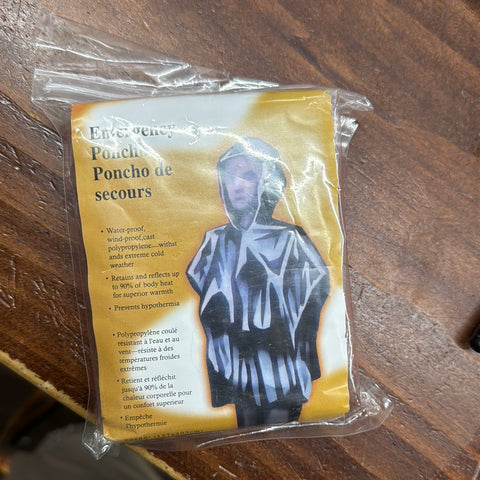 Emergency
Poncho
Poncho de
secours
• Water-proof,
wind-proof,cast
polypropylene—withst
ands extreme cold
weather
• Retains and reflects up
to 90% of body heat
for superior warmth
• Prevents hypothermia
• Polypropylène coulé
résistant à l'eau et au
vent—résiste à des
températures froides
extrêmes
• Retient et réfléchit
jusqu'à 90% de la
chaleur corporelle pour
un confort superieur
• Empêche
l'hypothermie